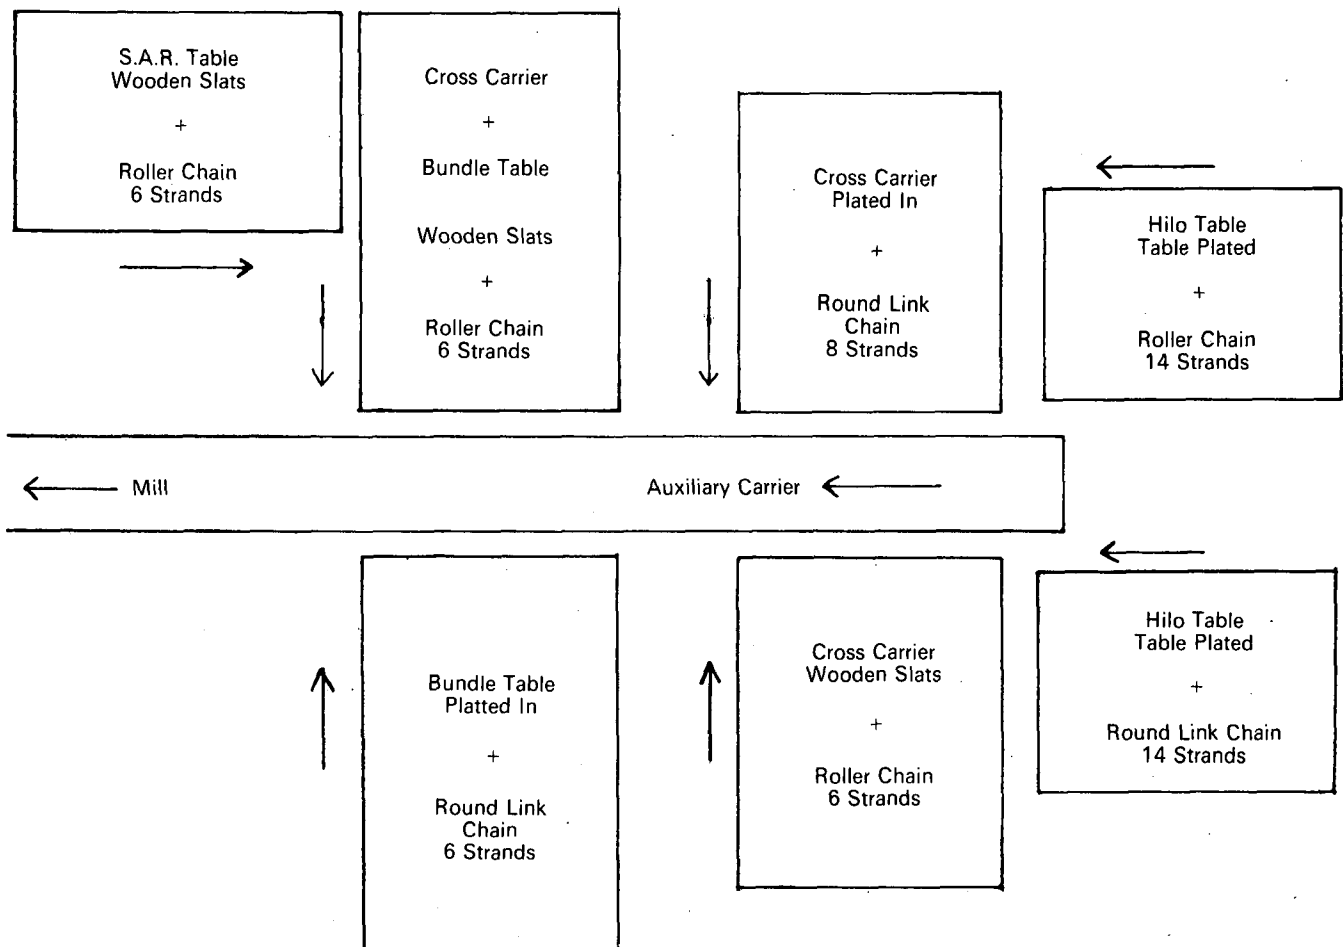 S.A.R. Table
Wooden Slats
+
Roller Chain
6 Strands
Cross Carrier
+
Bundle Table
Wooden Slats
+
Roller Chain
6 Strands
Cross Carrier
Plated In
+
Round Link
Chain
8 Strands
Hilo Table
Table Plated
+
Roller Chain
14 Strands
Mill
Auxiliary Carrier
Bundle Table
Platted In
+
Round Link
Chain
6 Strands
Cross Carrier
Wooden Slats
+
Roller Chain
6 Strands
Hilo Table
Table Plated
+
Round Link Chain
14 Strands